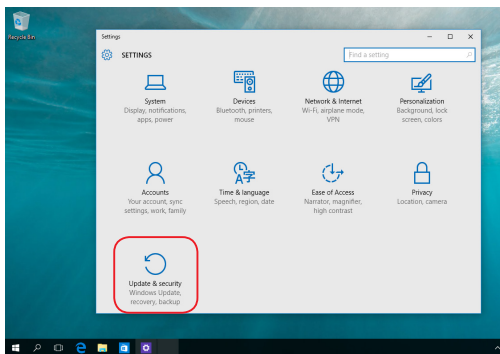 Recycle Bin
Settings
SETTINGS
Find a setting
System
Display, notifications,
apps, power
Devices
Bluetooth, printers,
mouse
Network & Internet
Wi-Fi, airplane mode,
VPN
Personalization
Background, lock
screen, colors
Accounts
Your account, sync
settings, work, family
Time & language
Speech, region, date
Ease of Access
Narrator, magnifier,
high contrast
Privacy
Location, camera
Update & security
Windows Update,
recovery, backup